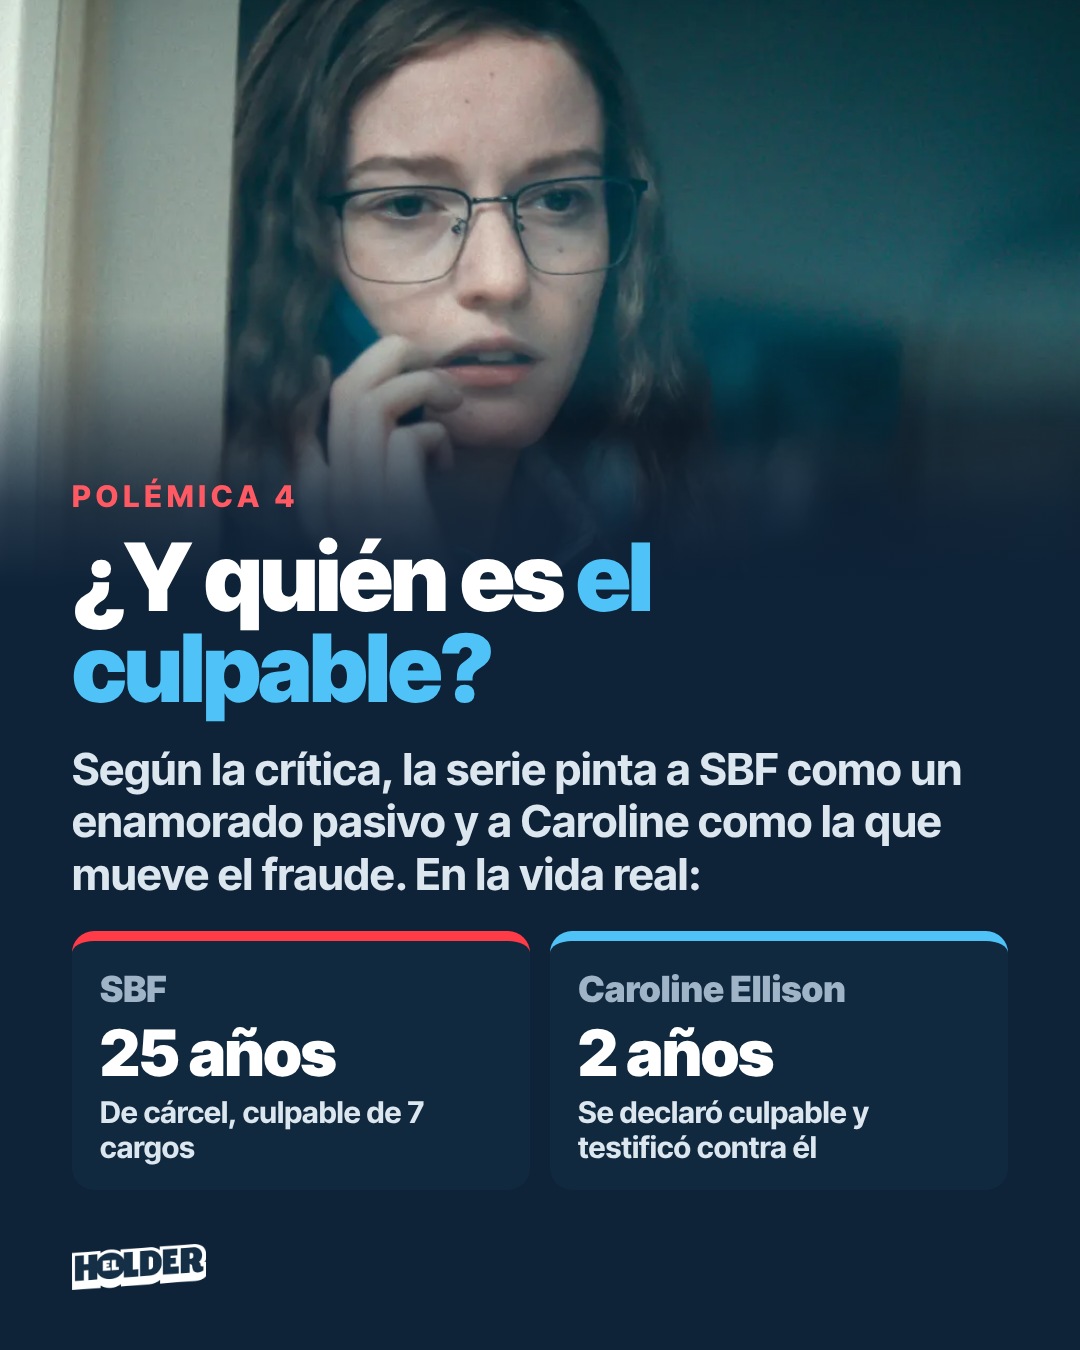 POLÉMICA 4
¿Y quién es el
culpable?
Según la crítica, la serie pinta a SBF como un
enamorado pasivo y a Caroline como la que
mueve el fraude. En la vida real:
SBF
25 años
De cárcel, culpable de 7
cargos
Caroline Ellison
2 años
Se declaró culpable y
testificó contra él
EL HOLDER